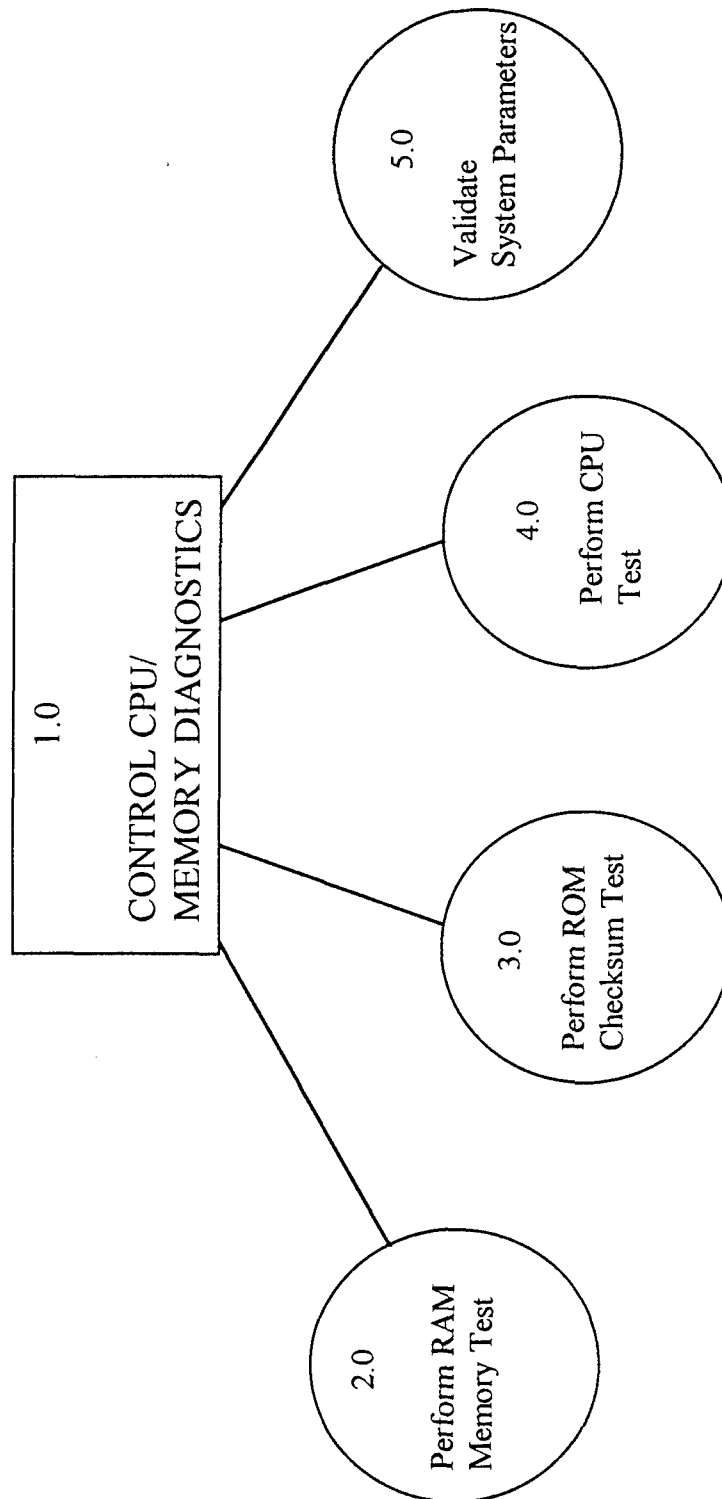 1.0
CONTROL CPU/
MEMORY DIAGNOSTICS
2.0
Perform RAM
Memory Test
3.0
Perform ROM
Checksum Test
4.0
Perform CPU
Test
5.0
Validate
System Parameters